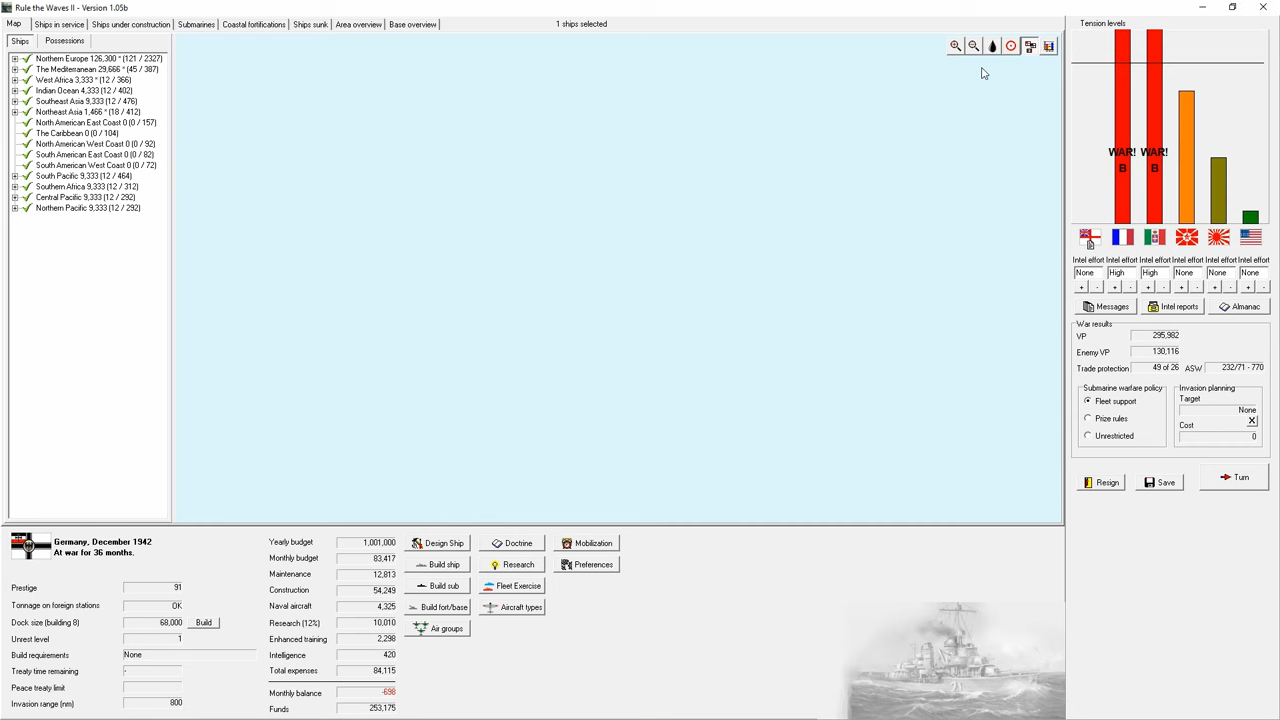 Rule the Waves II - Version 1.05b
Map Ships in service Ships under construction Submarines Coastal fortifications Ships sunk Area overview Base overview 1 ships selected
Ships Possessions
Northern Europe 126,300 * (121 / 2327)
The Mediterranean 29,666 * (45 / 387)
West Africa 3,333 * (12 / 366)
Indian Ocean 4,333 (12 / 402)
Southeast Asia 9,333 (12 / 476)
Northeast Asia 1,466 * (18 / 412)
North American East Coast 0 (0 / 157)
The Caribbean 0 (0 / 104)
North American West Coast 0 (0 / 92)
South American East Coast 0 (0 / 82)
South American West Coast 0 (0 / 72)
South Pacific 9,333 (12 / 464)
Southern Africa 9,333 (12 / 312)
Central Pacific 9,333 (12 / 292)
Northern Pacific 9,333 (12 / 292)
Tension levels
WAR! WAR!
B B
Intel effort Intel effort Intel effort Intel effort Intel effort Intel effort
None High High None None None
+ - + - + - + - + - + -
Messages Intel reports Almanac
War results
VP 295,982
Enemy VP 130,116
Trade protection 49 of 26 ASW 232/71 - 770
Submarine warfare policy
Fleet support
Prize rules
Unrestricted
Invasion planning
Target
None
Cost X
0
Resign Save Turn
Germany, December 1942
At war for 36 months.
Prestige 91
Tonnage on foreign stations OK
Dock size (building 8) 68,000 Build
Unrest level 1
Build requirements None
Treaty time remaining -
Peace treaty limit
Invasion range (nm) 800
Yearly budget 1,001,000
Monthly budget 83,417
Maintenance 12,813
Construction 54,249
Naval aircraft 4,325
Research (12%) 10,010
Enhanced training 2,298
Intelligence 420
Total expenses 84,115
Monthly balance -698
Funds 253,175
Design Ship Doctrine Mobilization
Build ship Research Preferences
Build sub Fleet Exercise
Build fort/base Aircraft types
Air groups